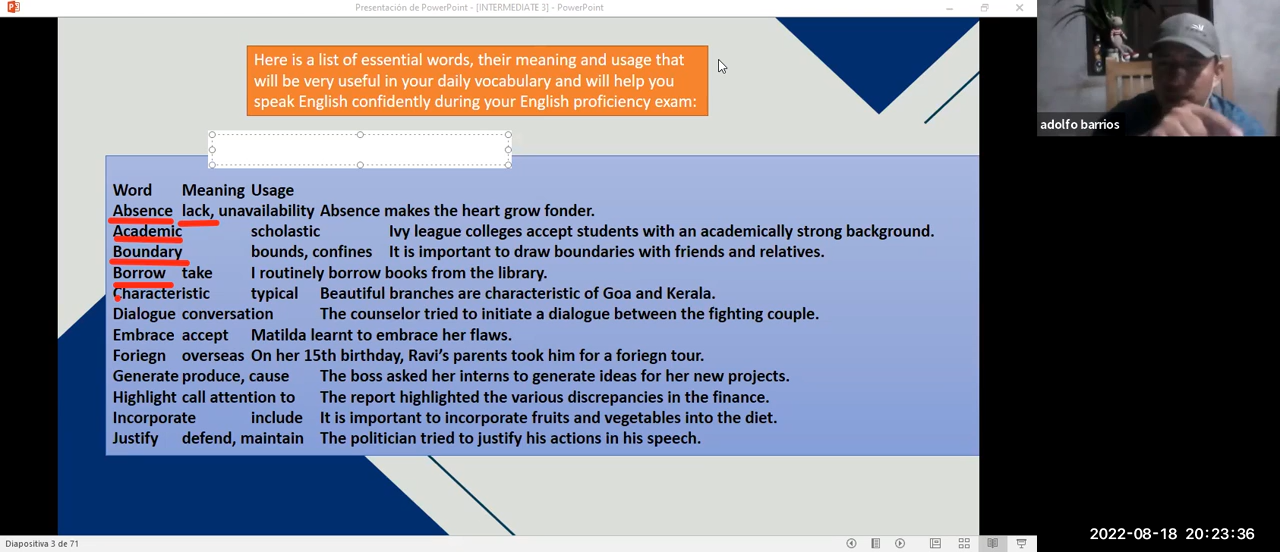 Presentación de PowerPoint - [INTERMEDIATE 3] - PowerPoint
Here is a list of essential words, their meaning and usage that
will be very useful in your daily vocabulary and will help you
speak English confidently during your English proficiency exam:
adolfo barrios
Word Meaning Usage
Absence lack, unavailability Absence makes the heart grow fonder.
Academic scholastic Ivy league colleges accept students with an academically strong background.
Boundary bounds, confines It is important to draw boundaries with friends and relatives.
Borrow take I routinely borrow books from the library.
Characteristic typical Beautiful branches are characteristic of Goa and Kerala.
Dialogue conversation The counselor tried to initiate a dialogue between the fighting couple.
Embrace accept Matilda learnt to embrace her flaws.
Foriegn overseas On her 15th birthday, Ravi's parents took him for a foriegn tour.
Generate produce, cause The boss asked her interns to generate ideas for her new projects.
Highlight call attention to The report highlighted the various discrepancies in the finance.
Incorporate include It is important to incorporate fruits and vegetables into the diet.
Justify defend, maintain The politician tried to justify his actions in his speech.
Diapositiva 3 de 71
2022-08-18 20:23:36